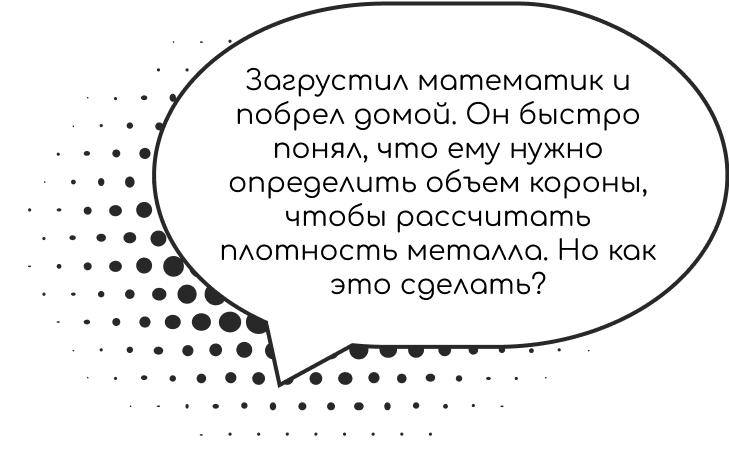 Загрустил математик и
побрел домой. Он быстро
понял, что ему нужно
определить объем короны,
чтобы рассчитать
плотность металла. Но как
это сделать?